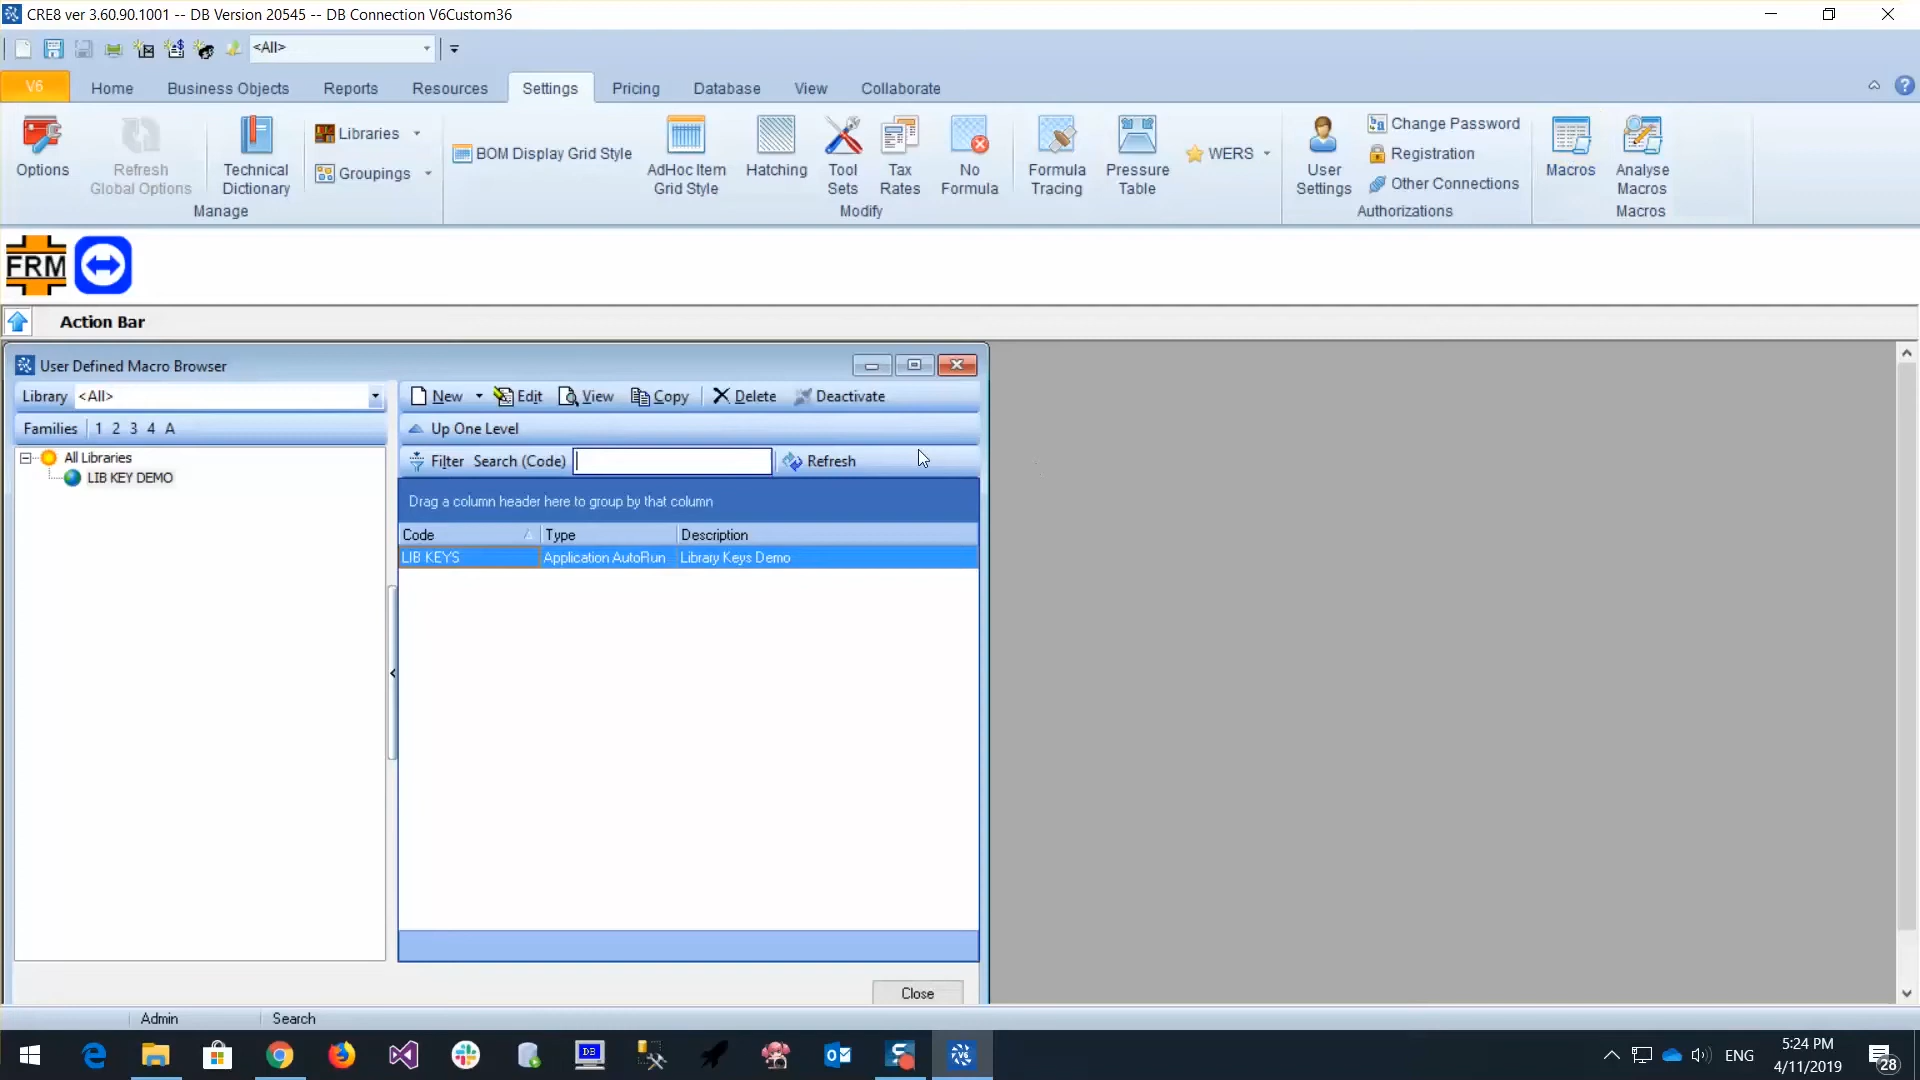 CRE8 ver 3.60.90.1001 -- DB Version 20545 -- DB Connection V6Custom36
<All>
V6 Home Business Objects Reports Resources Settings Pricing Database View Collaborate
Options
Refresh
Global Options
Technical
Dictionary
Libraries
Groupings
Manage
BOM Display Grid Style
AdHoc Item
Grid Style
Hatching
Tool
Sets
Tax
Rates
No
Formula
Formula
Tracing
Pressure
Table
WERS
Modify
User
Settings
Change Password
Registration
Other Connections
Authorizations
Macros
Analyse
Macros
Macros
FRM
Action Bar
User Defined Macro Browser
Library <All>
Families 1 2 3 4 A
All Libraries
LIB KEY DEMO
New Edit View Copy Delete Deactivate
Up One Level
Filter Search (Code) Refresh
Drag a column header here to group by that column
Code Type Description
LIB KEYS Application AutoRun Library Keys Demo
Close
Admin Search
DB
V6
ENG
5:24 PM
4/11/2019
28